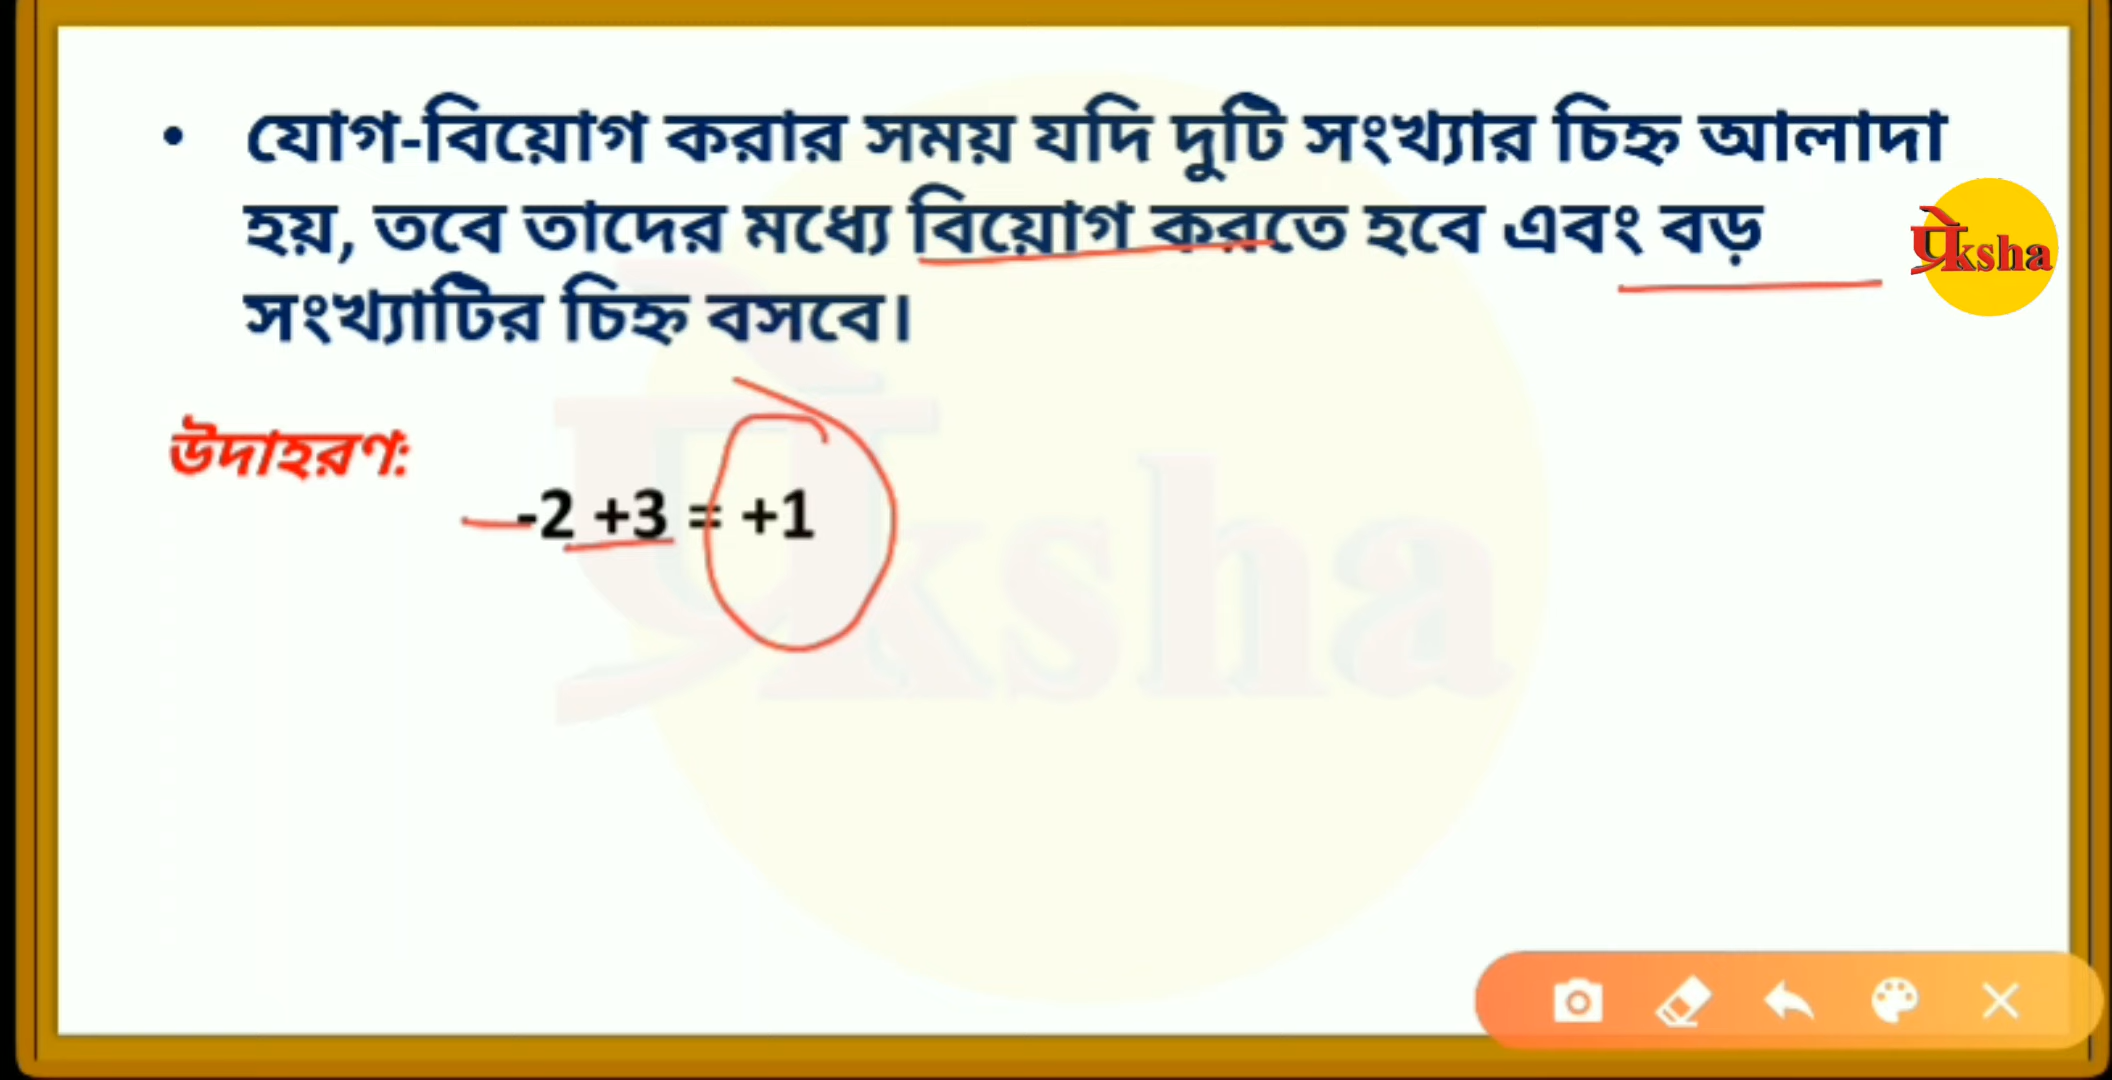 • যোগ-বিয়োগ করার সময় যদি দুটি সংখ্যার চিহ্ন আলাদা
হয়, তবে তাদের মধ্যে বিয়োগ করতে হবে এবং বড়
সংখ্যাটির চিহ্ন বসবে।
प्रेksha
উদাহরণ:
-2 +3 = +1